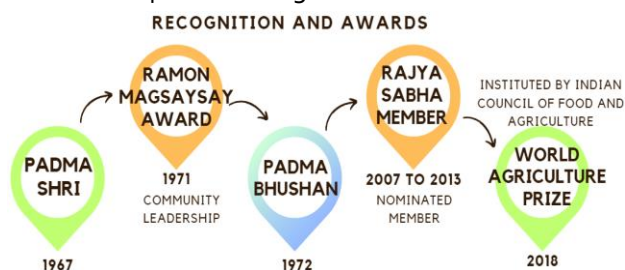 RECOGNITION AND AWARDS
PADMA
SHRI
1967
RAMON
MAGSAYSAY
AWARD
1971
COMMUNITY
LEADERSHIP
PADMA
BHUSHAN
1972
RAJYA
SABHA
MEMBER
2007 TO 2013
NOMINATED
MEMBER
INSTITUTED BY INDIAN
COUNCIL OF FOOD AND
AGRICULTURE
WORLD
AGRICULTURE
PRIZE
2018